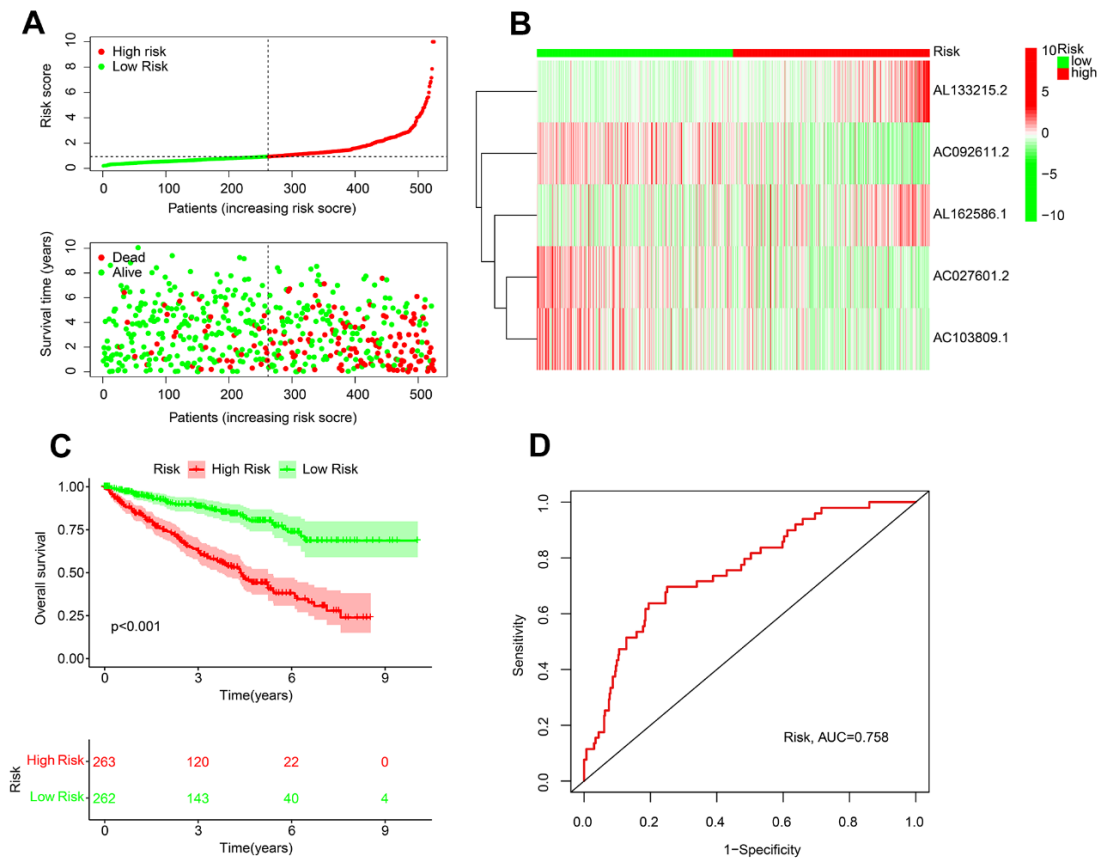 A
High risk
Low Risk
Risk score
10
8
6
4
2
0
0 100 200 300 400 500
Patients (increasing risk socre)
Dead
Alive
Survival time (years)
10
8
6
4
2
0
0 100 200 300 400 500
Patients (increasing risk socre)
B
Risk
AL133215.2
AC092611.2
AL162586.1
AC027601.2
AC103809.1
10
5
0
−5
−10
Risk
low
high
C
Risk High Risk Low Risk
Overall survival
1.00
0.75
0.50
0.25
0.00
p<0.001
0 3 6 9
Time(years)
Risk
High Risk 263 120 22 0
Low Risk 262 143 40 4
0 3 6 9
Time(years)
D
Sensitivity
1.0
0.8
0.6
0.4
0.2
0.0
Risk, AUC=0.758
0.0 0.2 0.4 0.6 0.8 1.0
1−Specificity